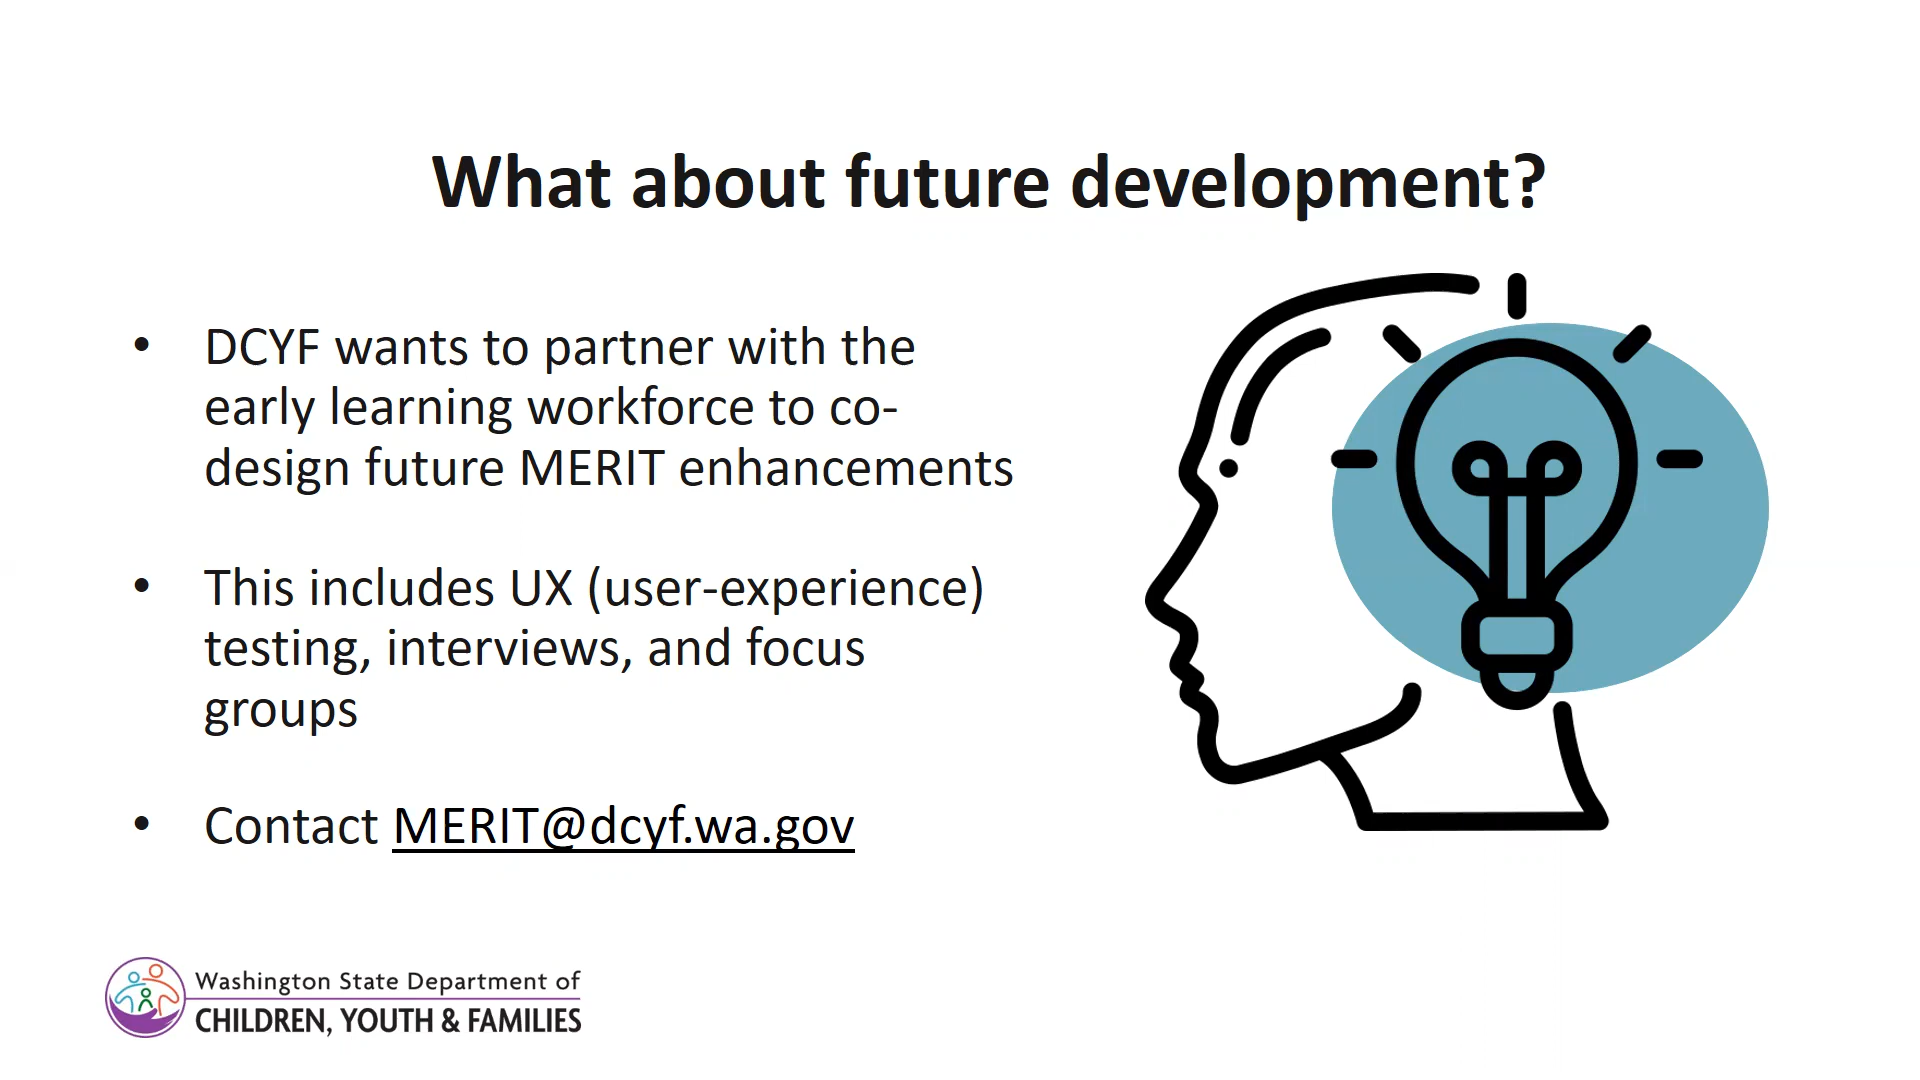 What about future development?
• DCYF wants to partner with the
early learning workforce to co-
design future MERIT enhancements
• This includes UX (user-experience)
testing, interviews, and focus
groups
• Contact MERIT@dcyf.wa.gov
Washington State Department of
CHILDREN, YOUTH & FAMILIES